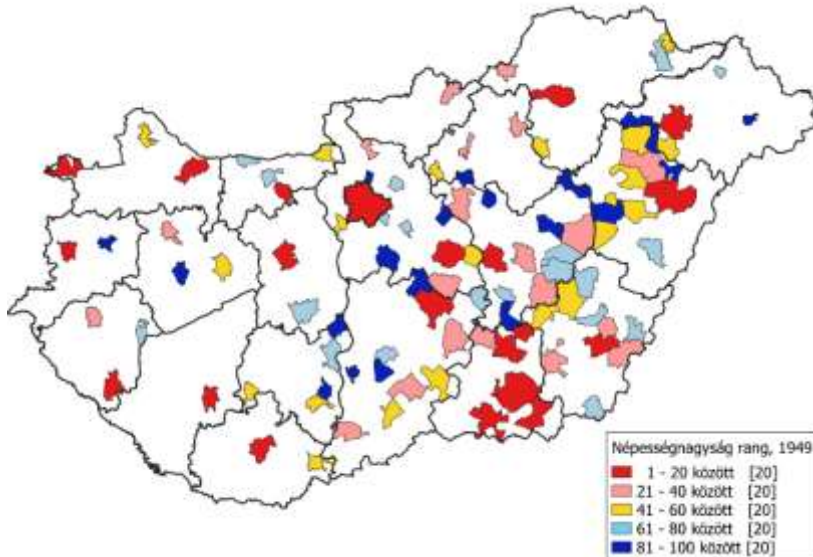 Népességnagyság rang, 1949
1 - 20 között [20]
21 - 40 között [20]
41 - 60 között [20]
61 - 80 között [20]
81 - 100 között [20]